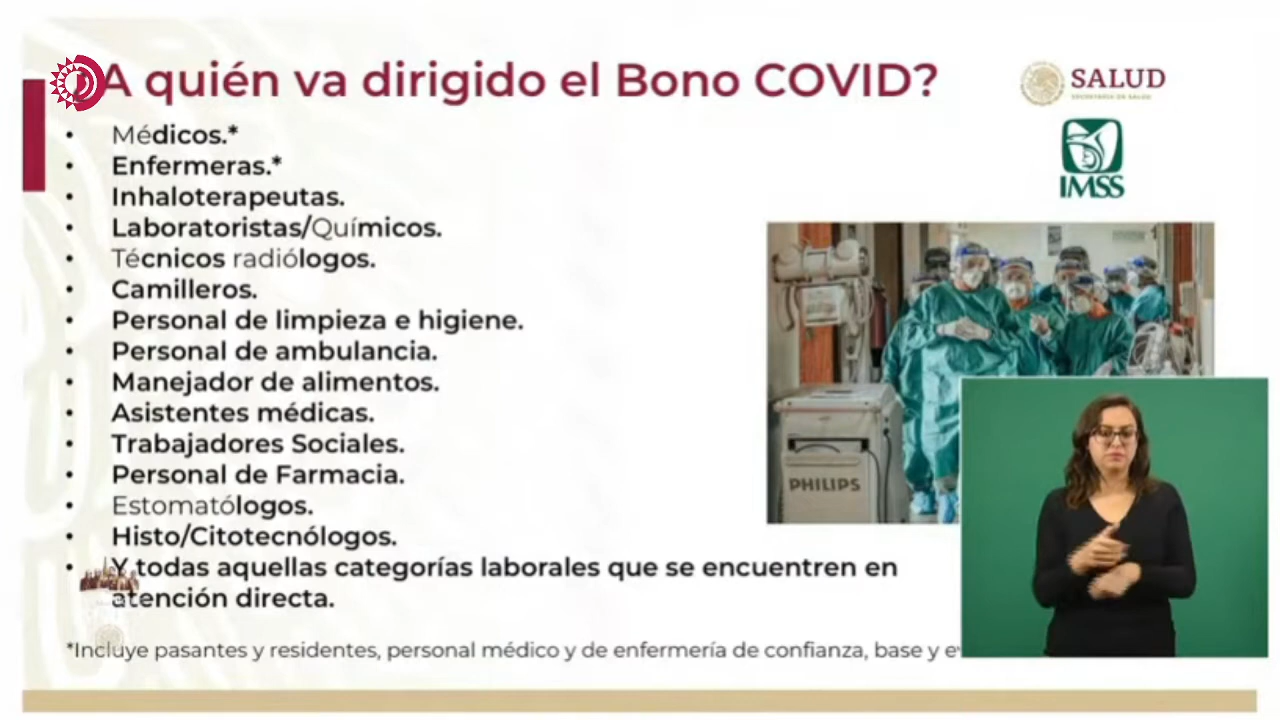 A quién va dirigido el Bono COVID?
SALUD
SECRETARÍA DE SALUD
IMSS
• Médicos.*
• Enfermeras.*
• Inhaloterapeutas.
• Laboratoristas/Químicos.
• Técnicos radiólogos.
• Camilleros.
• Personal de limpieza e higiene.
• Personal de ambulancia.
• Manejador de alimentos.
• Asistentes médicas.
• Trabajadores Sociales.
• Personal de Farmacia.
• Estomatólogos.
• Histo/Citotecnólogos.
• Y todas aquellas categorías laborales que se encuentren en
atención directa.
PHILIPS
*Incluye pasantes y residentes, personal médico y de enfermería de confianza, base y